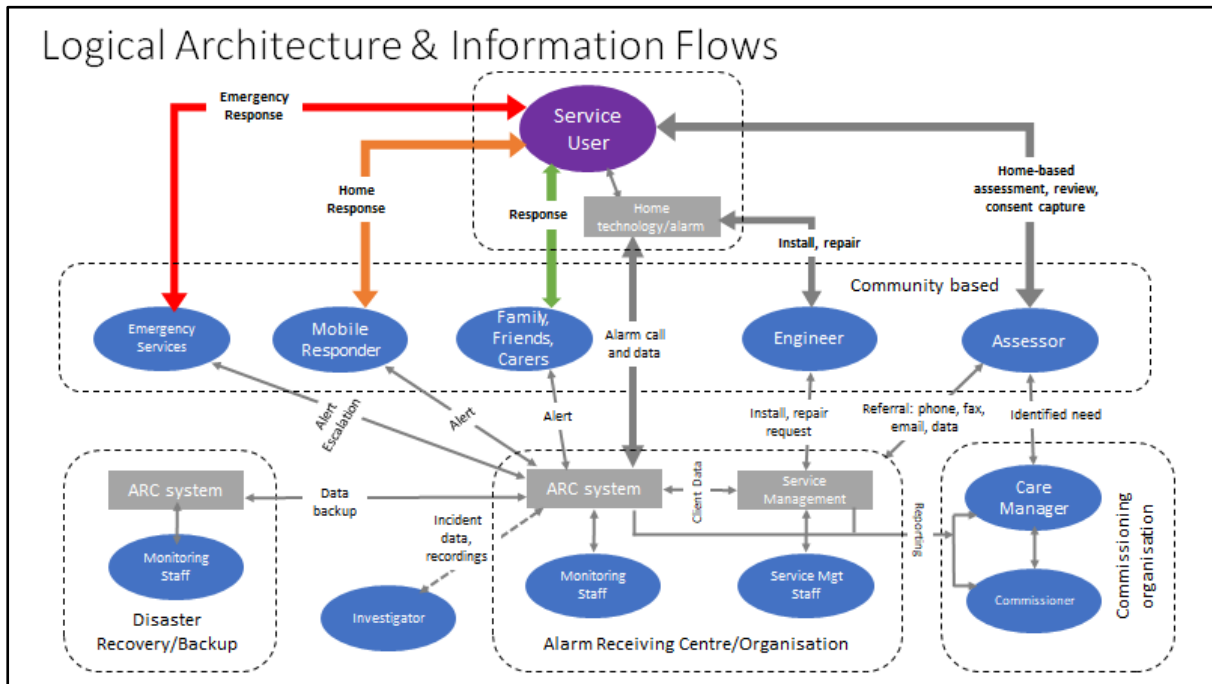 Logical Architecture & Information Flows
Emergency
Response
Service
User
Home
Response
Response
Home
technology/alarm
Install, repair
Home-based
assessment, review,
consent capture
Community based
Emergency
Services
Mobile
Responder
Family,
Friends,
Carers
Alarm call
and data
Engineer
Assessor
Alert
Escalation
Alert
Alert
Install, repair
request
Referral: phone, fax,
email, data
Identified need
ARC system
Data
backup
ARC system
Client Data
Service
Management
Care
Manager
Reporting
Incident
data,
recordings
Monitoring
Staff
Investigator
Monitoring
Staff
Service Mgt
Staff
Commissioner
Commissioning
organisation
Disaster
Recovery/Backup
Alarm Receiving Centre/Organisation